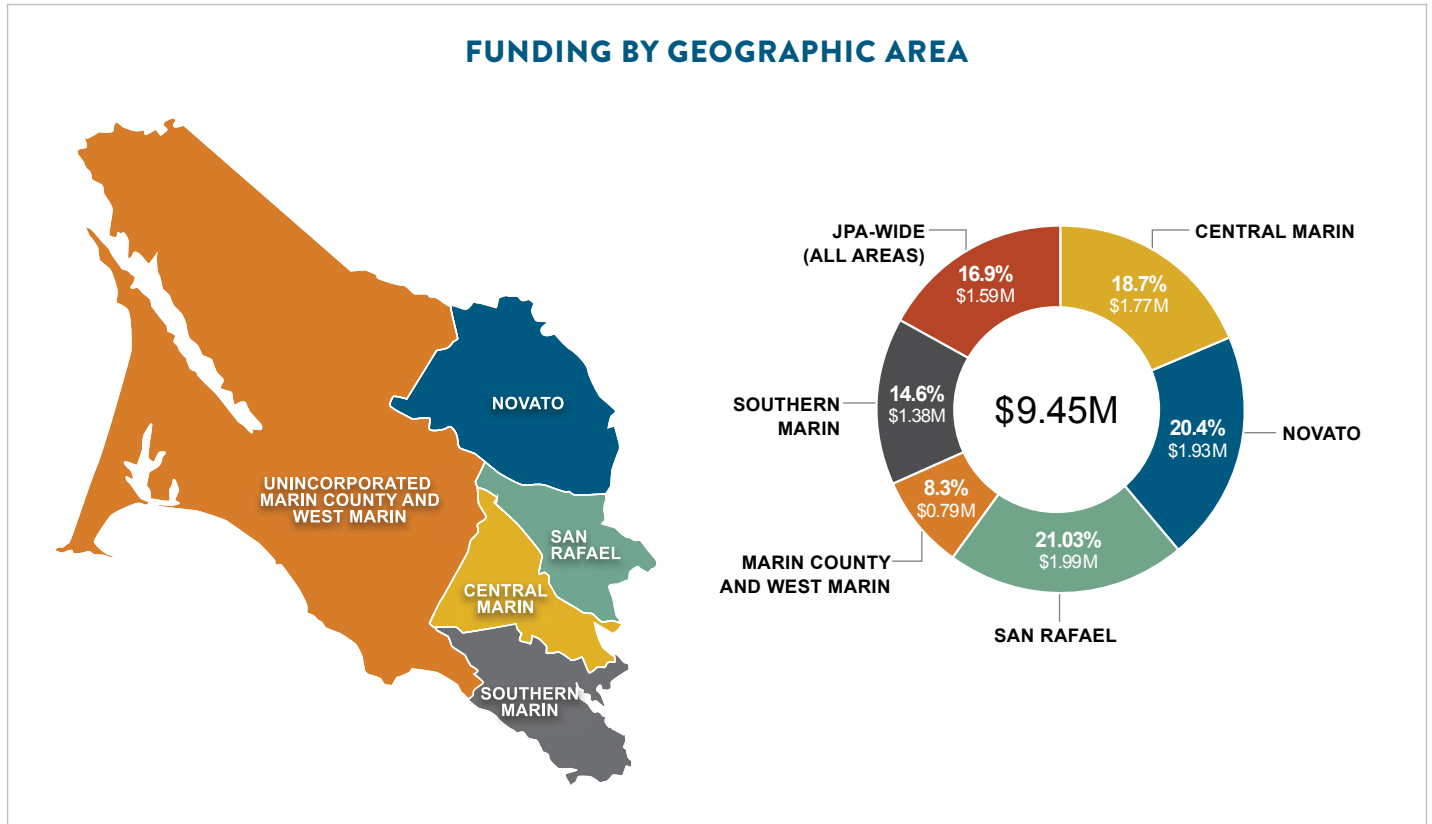 FUNDING BY GEOGRAPHIC AREA
NOVATO
UNINCORPORATED
MARIN COUNTY AND
WEST MARIN
SAN
RAFAEL
CENTRAL
MARIN
SOUTHERN
MARIN
JPA-WIDE
(ALL AREAS)
16.9%
$1.59M
CENTRAL MARIN
18.7%
$1.77M
SOUTHERN
MARIN
14.6%
$1.38M
$9.45M
20.4%
$1.93M
NOVATO
8.3%
$0.79M
MARIN COUNTY
AND WEST MARIN
21.03%
$1.99M
SAN RAFAEL